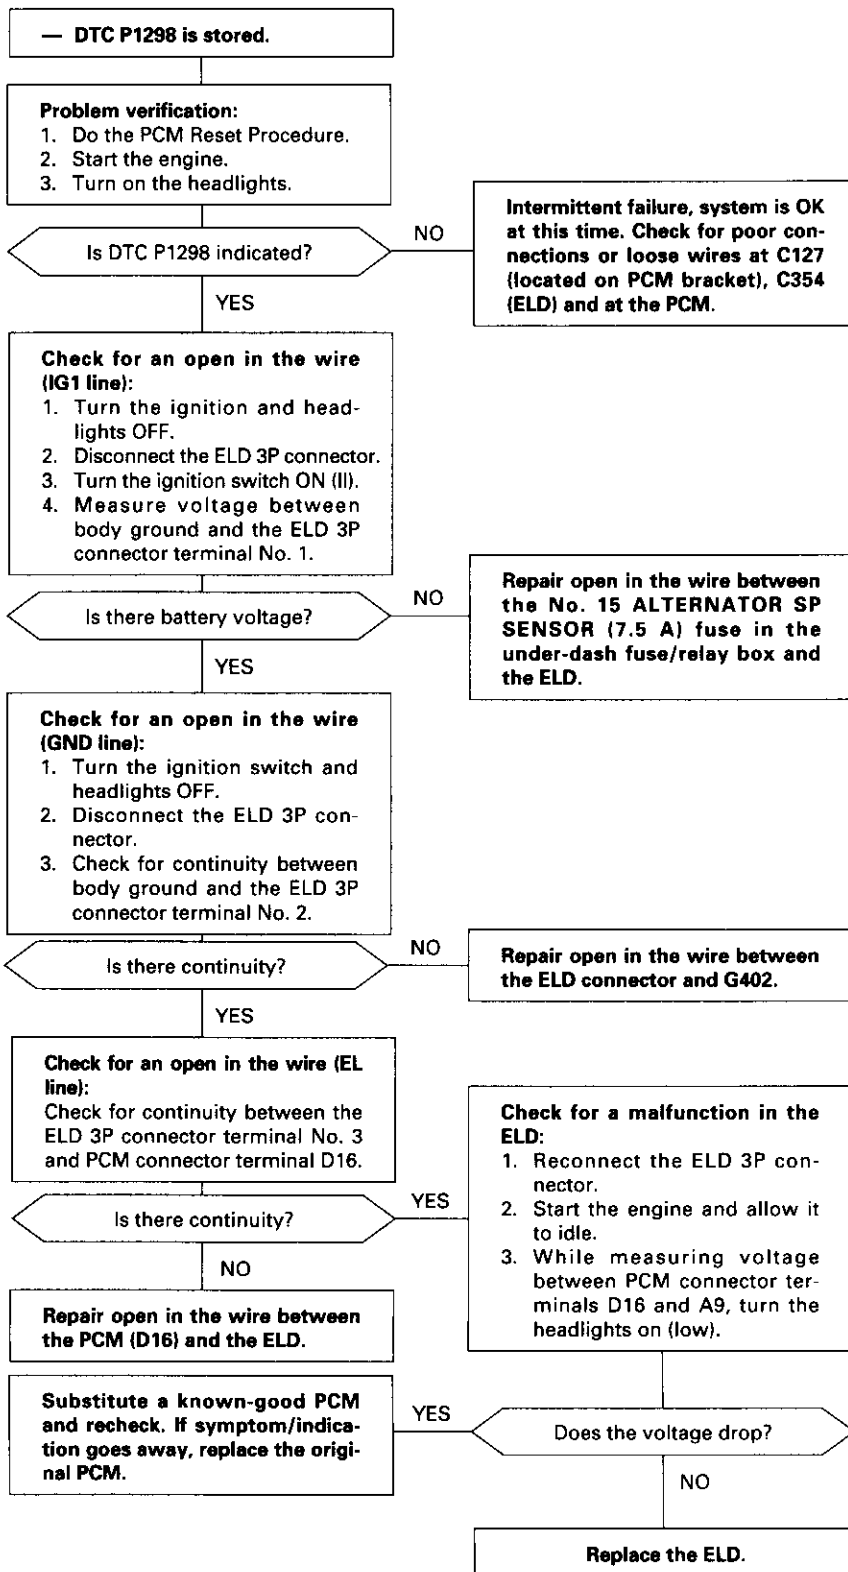 — DTC P1298 is stored.
Problem verification:
1. Do the PCM Reset Procedure.
2. Start the engine.
3. Turn on the headlights.
Is DTC P1298 indicated?
NO
Intermittent failure, system is OK
at this time. Check for poor con-
nections or loose wires at C127
(located on PCM bracket), C354
(ELD) and at the PCM.
YES
Check for an open in the wire
(IG1 line):
1. Turn the ignition and head-
lights OFF.
2. Disconnect the ELD 3P connector.
3. Turn the ignition switch ON (II).
4. Measure voltage between
body ground and the ELD 3P
connector terminal No. 1.
Is there battery voltage?
NO
Repair open in the wire between
the No. 15 ALTERNATOR SP
SENSOR (7.5 A) fuse in the
under-dash fuse/relay box and
the ELD.
YES
Check for an open in the wire
(GND line):
1. Turn the ignition switch and
headlights OFF.
2. Disconnect the ELD 3P con-
nector.
3. Check for continuity between
body ground and the ELD 3P
connector terminal No. 2.
Is there continuity?
NO
Repair open in the wire between
the ELD connector and G402.
YES
Check for an open in the wire (EL
line):
Check for continuity between the
ELD 3P connector terminal No. 3
and PCM connector terminal D16.
Is there continuity?
YES
Check for a malfunction in the
ELD:
1. Reconnect the ELD 3P con-
nector.
2. Start the engine and allow it
to idle.
3. While measuring voltage
between PCM connector ter-
minals D16 and A9, turn the
headlights on (low).
NO
Repair open in the wire between
the PCM (D16) and the ELD.
Does the voltage drop?
YES
Substitute a known-good PCM
and recheck. If symptom/indica-
tion goes away, replace the origi-
nal PCM.
NO
Replace the ELD.